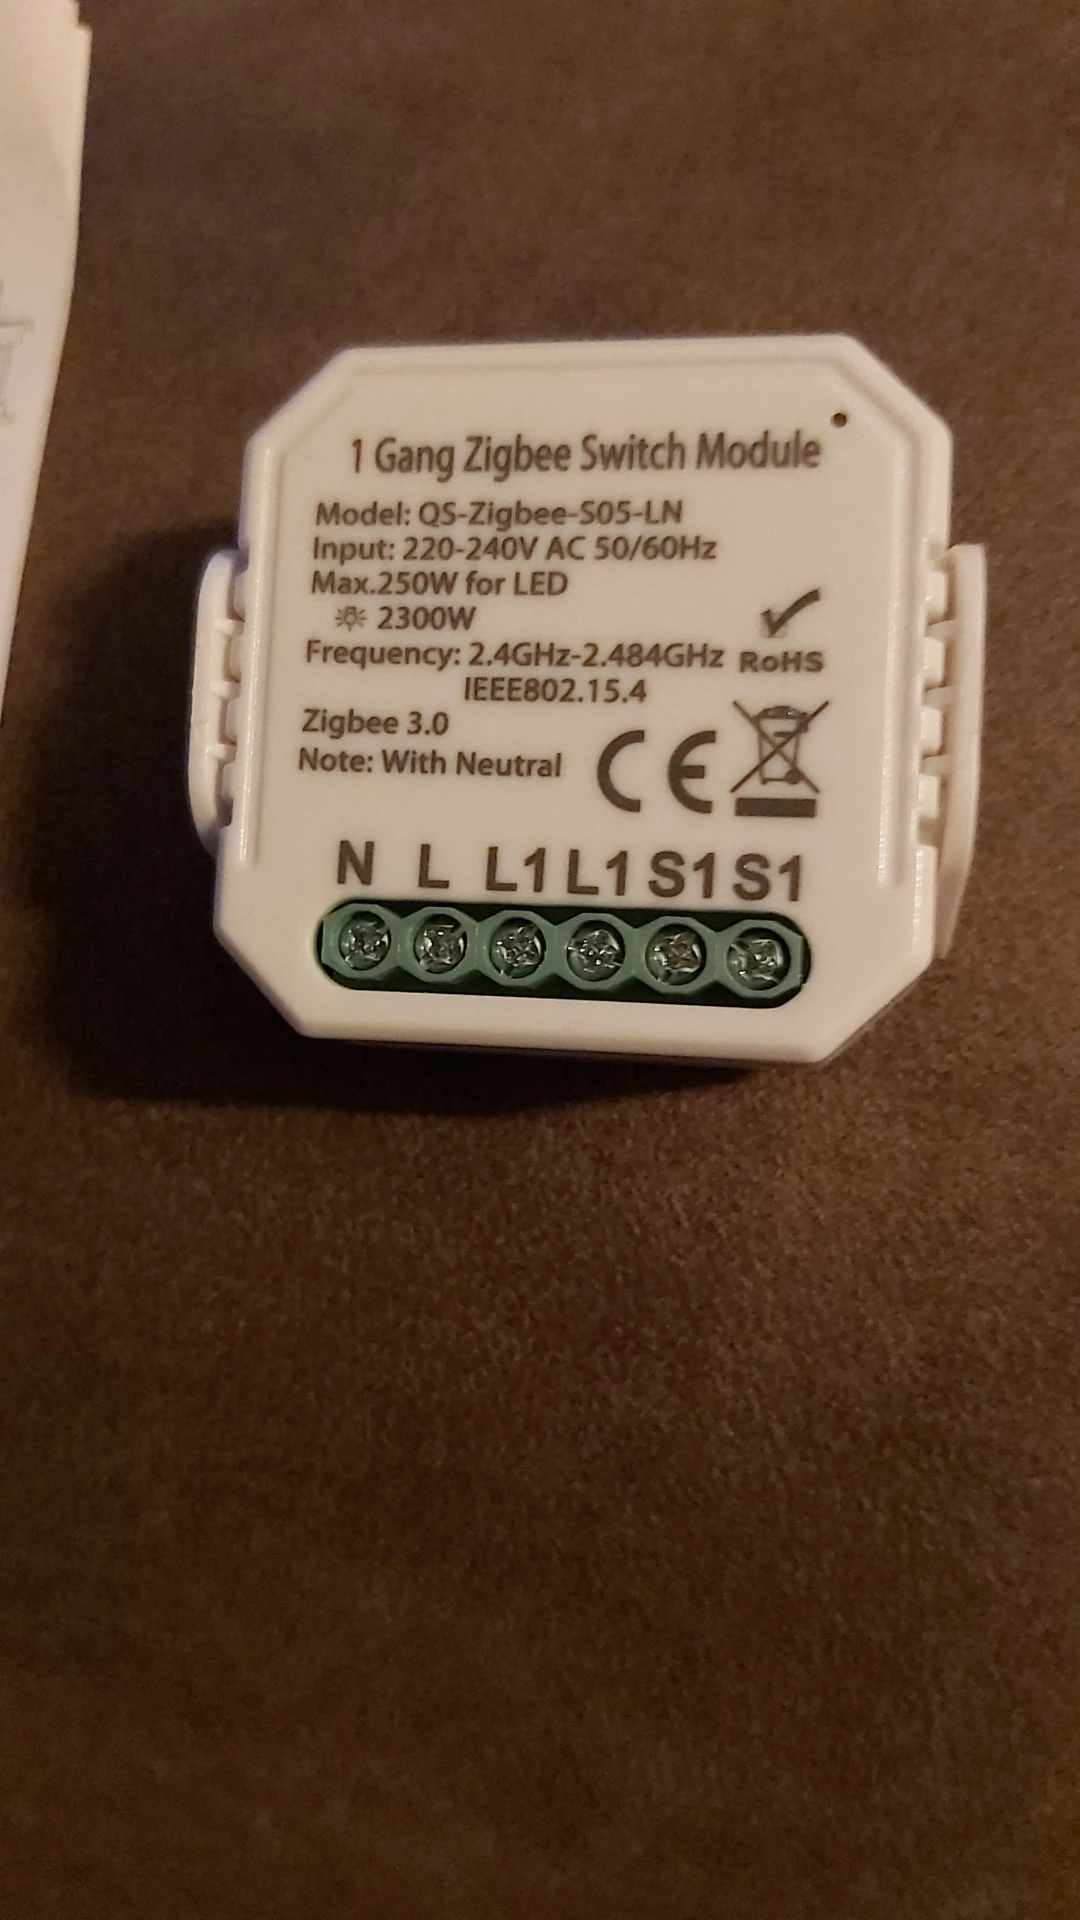 1 Gang Zigbee Switch Module
Model: QS-Zigbee-S05-LN
Input: 220-240V AC 50/60Hz
Max.250W for LED
2300W
Frequency: 2.4GHz-2.484GHz
IEEE802.15.4
RoHS
Zigbee 3.0
Note: With Neutral
CE
N L L1 L1 S1 S1